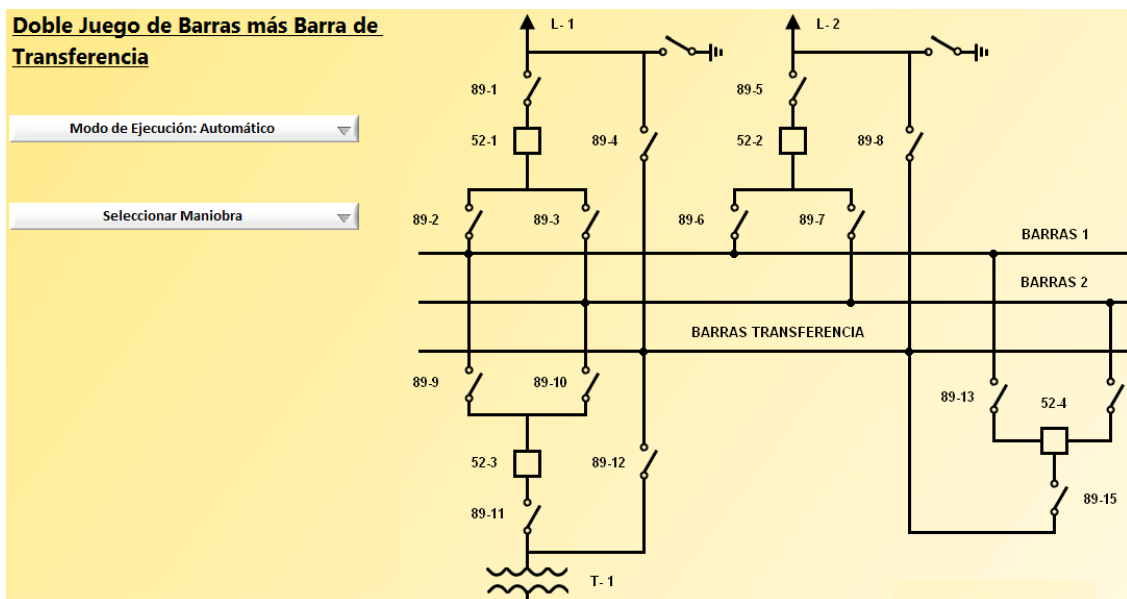 Doble Juego de Barras más Barra de
Transferencia
Modo de Ejecución: Automático
Seleccionar Maniobra
L- 1
L- 2
89-1
89-5
52-1
89-4
52-2
89-8
89-2
89-3
89-6
89-7
BARRAS 1
BARRAS 2
BARRAS TRANSFERENCIA
89-9
89-10
89-13
52-4
52-3
89-12
89-11
89-15
T- 1